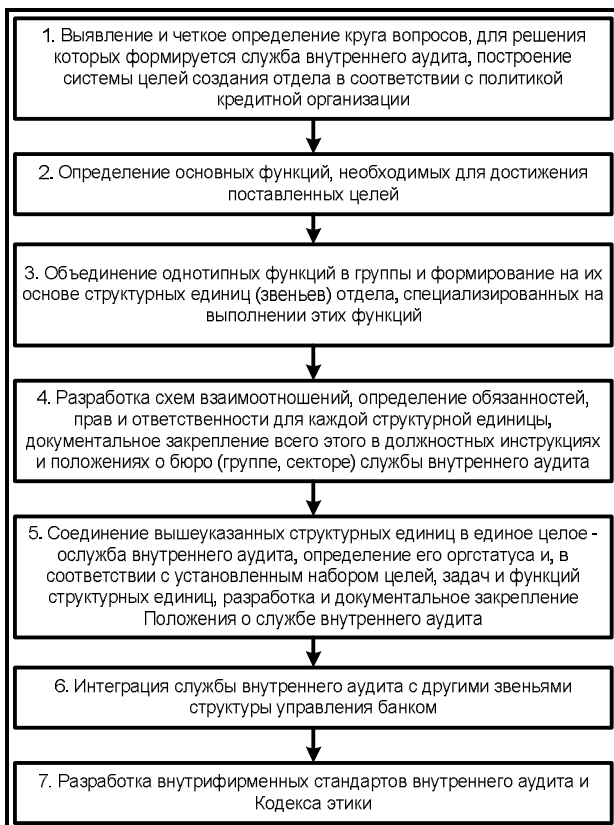 1. Выявление и четкое определение круга вопросов, для решения
которых формируется служба внутреннего аудита, построение
системы целей создания отдела в соответствии с политикой
кредитной организации
2. Определение основных функций, необходимых для достижения
поставленных целей
3. Объединение однотипных функций в группы и формирование на их
основе структурных единиц (звеньев) отдела, специализированных на
выполнении этих функций
4. Разработка схем взаимоотношений, определение обязанностей,
прав и ответственности для каждой структурной единицы,
документальное закрепление всего этого в должностных инструкциях
и положениях о бюро (группе, секторе) службы внутреннего аудита
5. Соединение вышеуказанных структурных единиц в единое целое -
ослужба внутреннего аудита, определение его оргстатуса и, в
соответствии с установленным набором целей, задач и функций
структурных единиц, разработка и документальное закрепление
Положения о службе внутреннего аудита
6. Интеграция службы внутреннего аудита с другими звеньями
структуры управления банком
7. Разработка внутрифирменных стандартов внутреннего аудита и
Кодекса этики